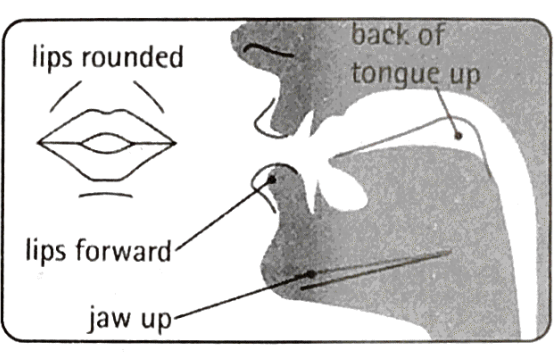 lips rounded
back of
tongue up
lips forward
jaw up